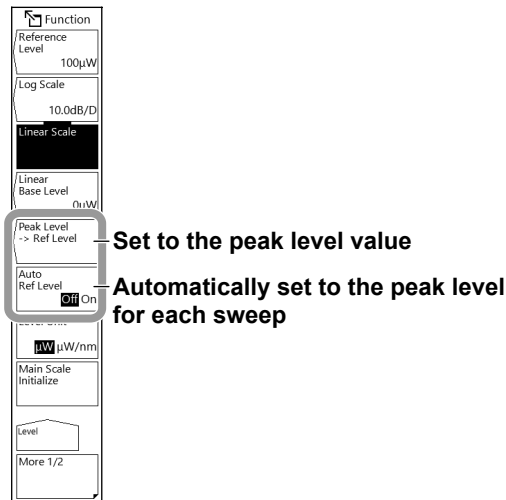 Function
Reference
Level
100µW
Log Scale
10.0dB/D
Linear Scale
Linear
Base Level
0uW
Peak Level
-> Ref Level
Set to the peak level value
Auto
Ref Level
Off On
Automatically set to the peak level
for each sweep
Level Unit
µW µW/nm
Main Scale
Initialize
Level
More 1/2